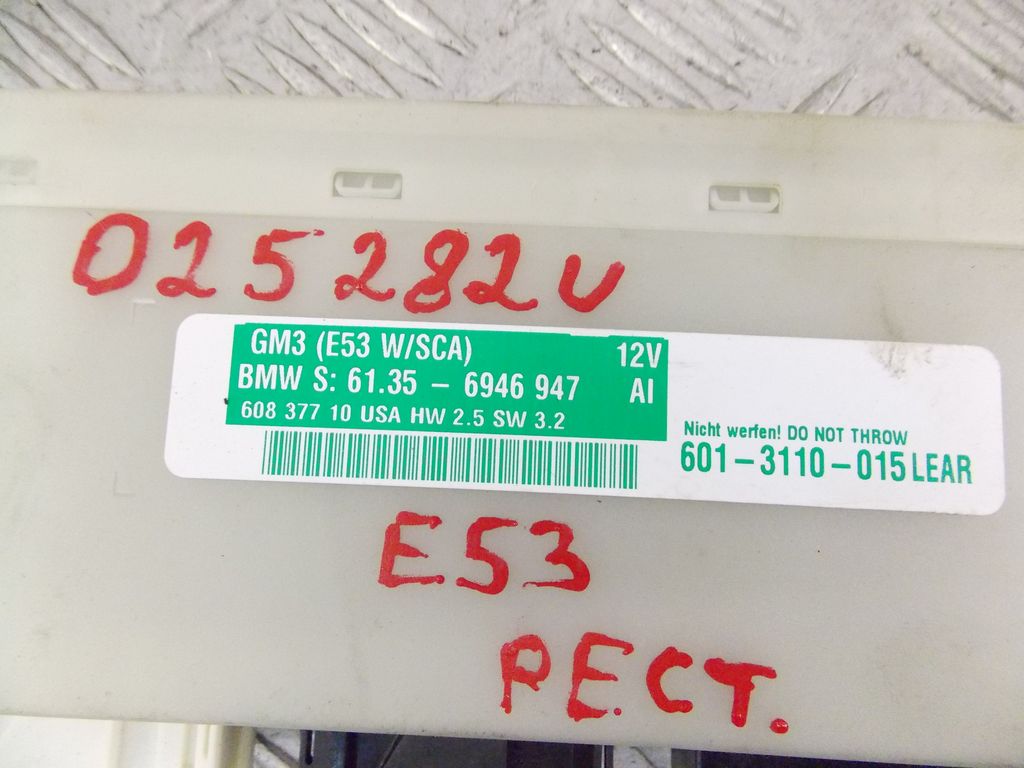 025282U
GM3 (E53 W/SCA) 12V
BMW S: 61.35 – 6946 947 AI
608 377 10 USA HW 2.5 SW 3.2
Nicht werfen! DO NOT THROW
601–3110–015 LEAR
E53
РЕСТ.